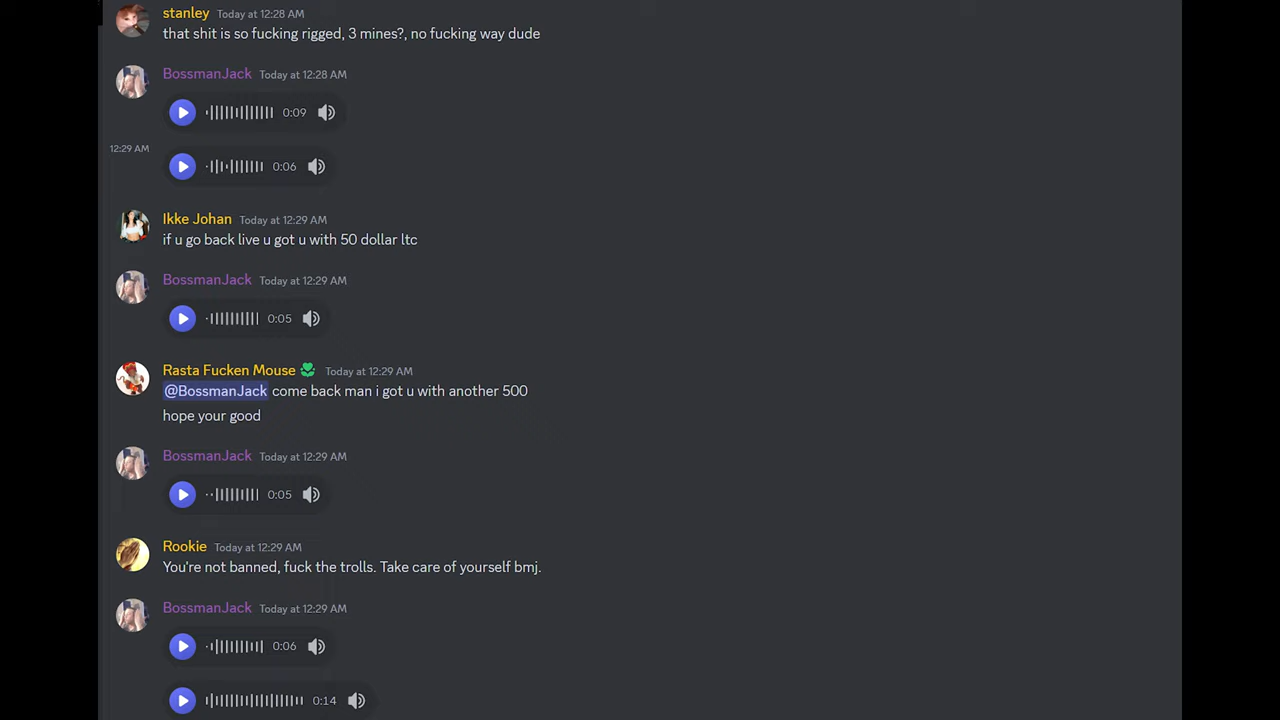 stanley Today at 12:28 AM
that shit is so fucking rigged, 3 mines?, no fucking way dude
BossmanJack Today at 12:28 AM
0:09
12:29 AM
0:06
Ikke Johan Today at 12:29 AM
if u go back live u got u with 50 dollar ltc
BossmanJack Today at 12:29 AM
0:05
Rasta Fucken Mouse Today at 12:29 AM
@BossmanJack come back man i got u with another 500
hope your good
BossmanJack Today at 12:29 AM
0:05
Rookie Today at 12:29 AM
You're not banned, fuck the trolls. Take care of yourself bmj.
BossmanJack Today at 12:29 AM
0:06
0:14